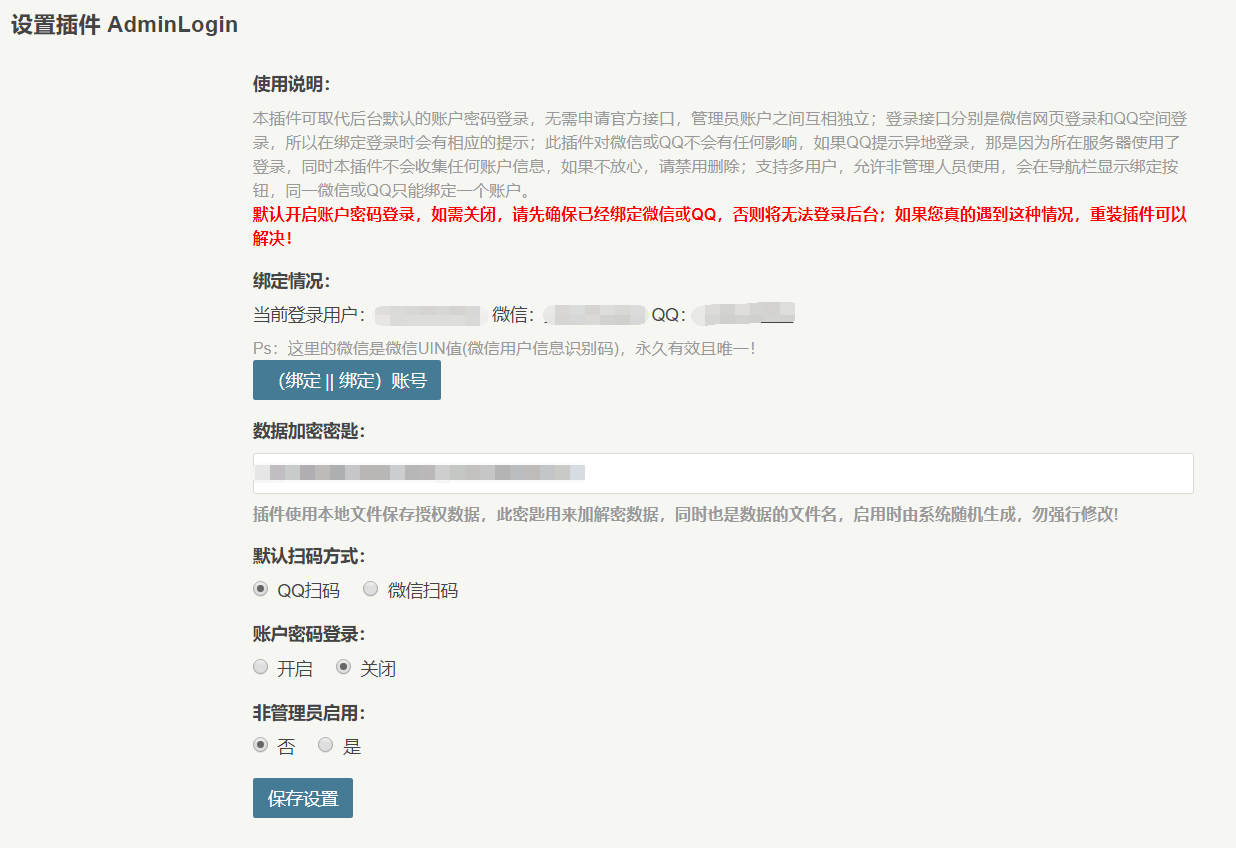 设置插件 AdminLogin
使用说明：
本插件可取代后台默认的账户密码登录，无需申请官方接口，管理员账户之间互相独立；登录接口分别是微信网页登录和QQ空间登
录，所以在绑定登录时会有相应的提示；此插件对微信或QQ不会有任何影响，如果QQ提示异地登录，那是因为所在服务器使用了
登录，同时本插件不会收集任何账户信息，如果不放心，请禁用删除；支持多用户，允许非管理人员使用，会在导航栏显示绑定按
钮，同一微信或QQ只能绑定一个账户。
默认开启账户密码登录，如需关闭，请先确保已经绑定微信或QQ，否则将无法登录后台；如果您真的遇到这种情况，重装插件可以
解决！
绑定情况：
当前登录用户： 微信： QQ：
Ps：这里的微信是微信UIN值(微信用户信息识别码)，永久有效且唯一！
（绑定 || 绑定）账号
数据加密密匙：
插件使用本地文件保存授权数据，此密匙用来加解密数据，同时也是数据的文件名，启用时由系统随机生成，勿强行修改!
默认扫码方式：
QQ扫码 微信扫码
账户密码登录：
开启 关闭
非管理员启用：
否 是
保存设置